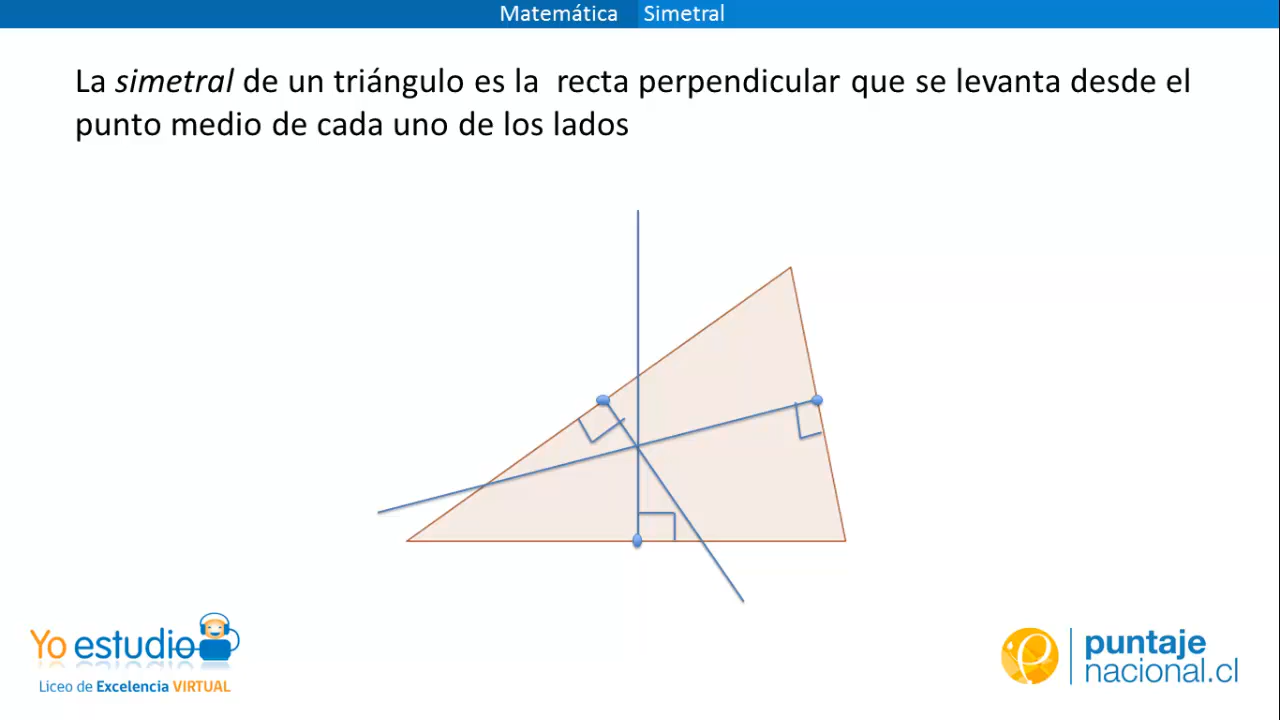 Matemática Simetral
La simetral de un triángulo es la recta perpendicular que se levanta desde el
punto medio de cada uno de los lados
Yo estudio
Liceo de Excelencia VIRTUAL
puntaje
nacional.cl